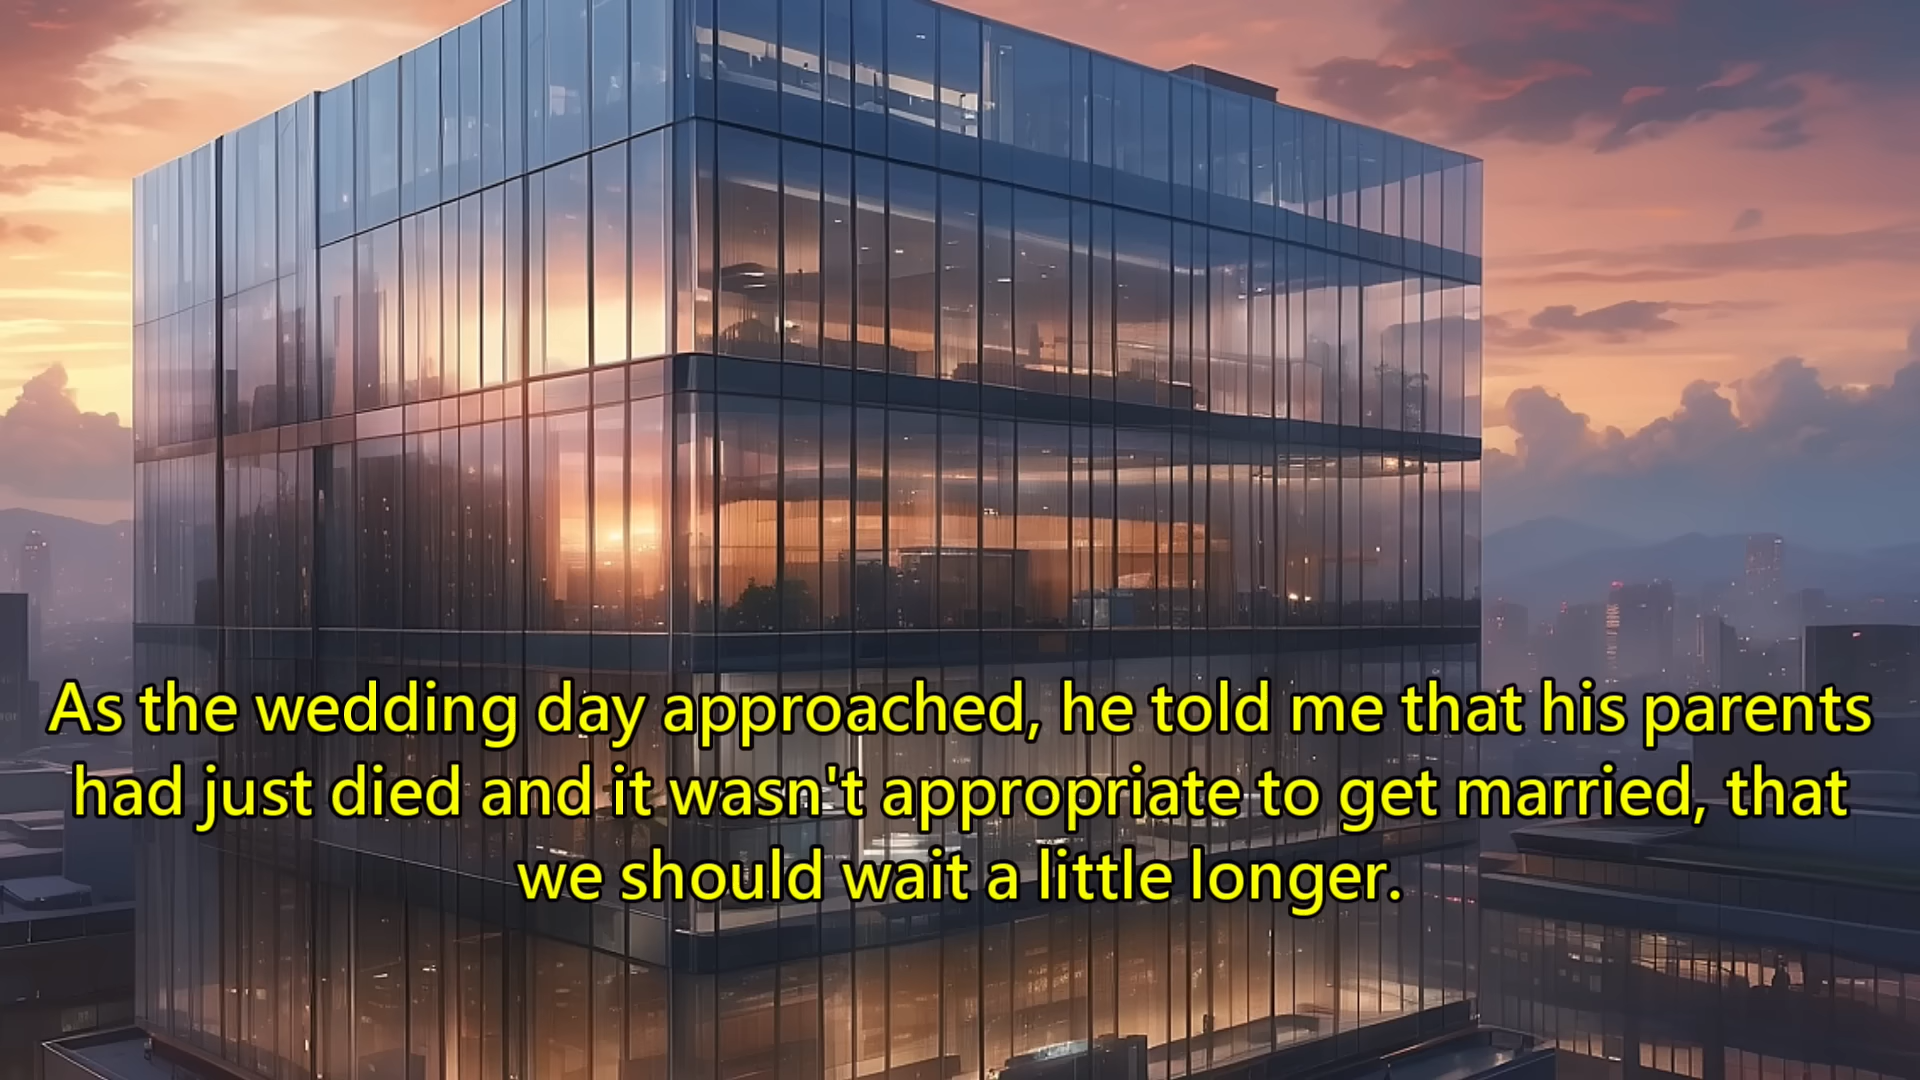 As the wedding day approached, he told me that his parents
had just died and it wasn't appropriate to get married, that
we should wait a little longer.